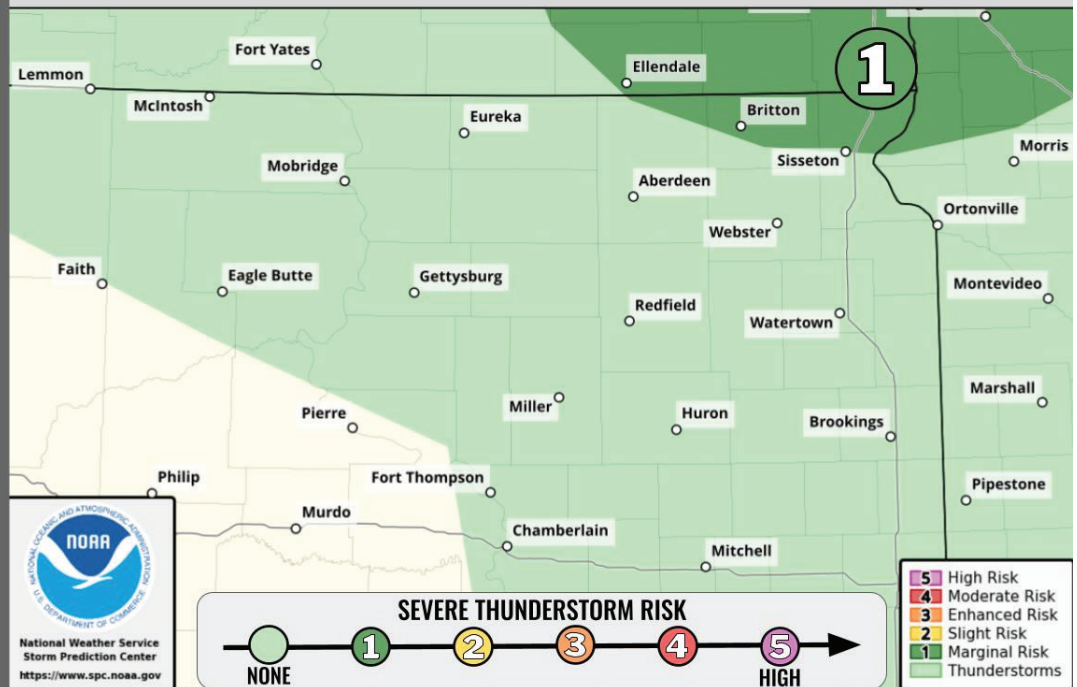 Fort Yates
Lemmon
Ellendale
1
McIntosh
Britton
Eureka
Morris
Sisseton
Mobridge
Aberdeen
Ortonville
Webster
Faith
Eagle Butte
Gettysburg
Montevideo
Redfield
Watertown
Marshall
Miller
Pierre
Huron
Brookings
Philip
Fort Thompson
Pipestone
Murdo
Chamberlain
Mitchell
NATIONAL OCEANIC AND ATMOSPHERIC ADMINISTRATION
NOAA
U.S. DEPARTMENT OF COMMERCE
National Weather Service
Storm Prediction Center
https://www.spc.noaa.gov
SEVERE THUNDERSTORM RISK
1 2 3 4 5
NONE HIGH
5 High Risk
4 Moderate Risk
3 Enhanced Risk
2 Slight Risk
1 Marginal Risk
Thunderstorms